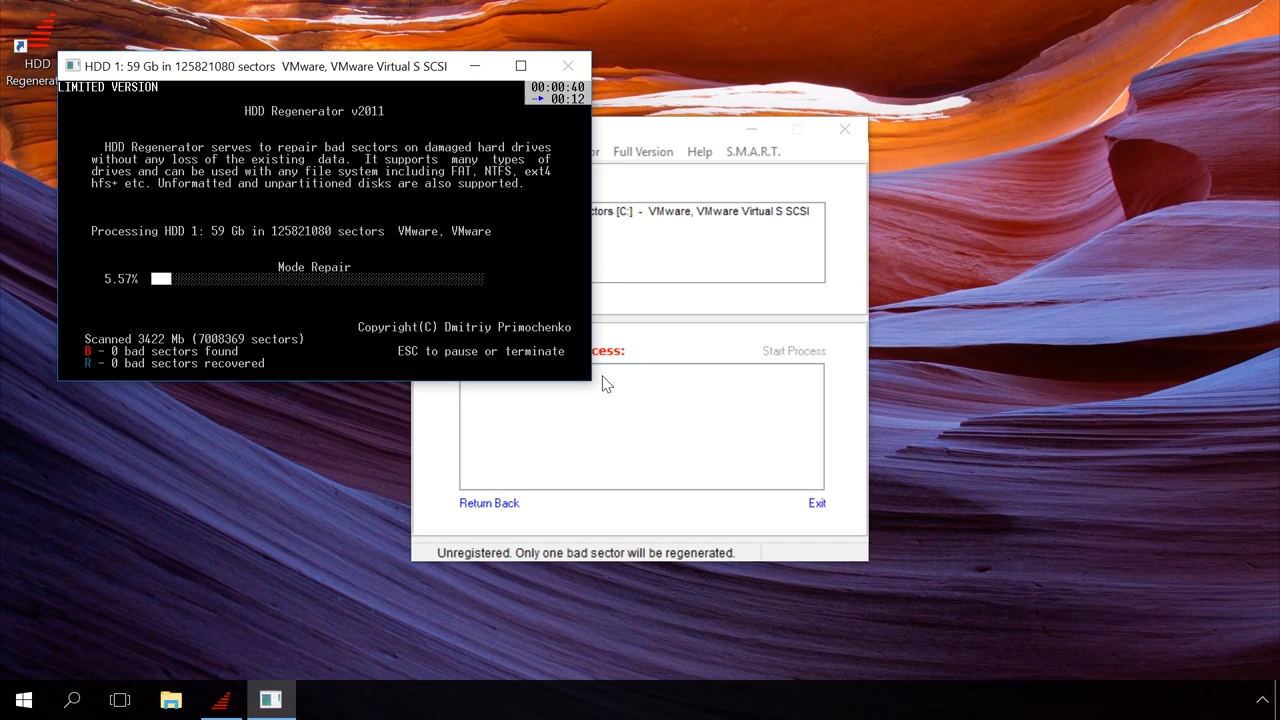 HDD
Regenerat
HDD 1: 59 Gb in 125821080 sectors  VMware, VMware Virtual S SCSI
LIMITED VERSION
00:00:40
00:12
HDD Regenerator v2011
HDD Regenerator serves to repair bad sectors on damaged hard drives
without any loss of the existing data. It supports many types of
drives and can be used with any file system including FAT, NTFS, ext4
hfs+ etc. Unformatted and unpartitioned disks are also supported.
Processing HDD 1: 59 Gb in 125821080 sectors  VMware, VMware
Mode Repair
5.57%
Copyright(C) Dmitriy Primochenko
Scanned 3422 Mb (7008369 sectors)
B - 0 bad sectors found
ESC to pause or terminate
R - 0 bad sectors recovered
or Full Version Help S.M.A.R.T.
ctors [C:] - VMware, VMware Virtual S SCSI
cess:
Start Process
Return Back
Exit
Unregistered. Only one bad sector will be regenerated.